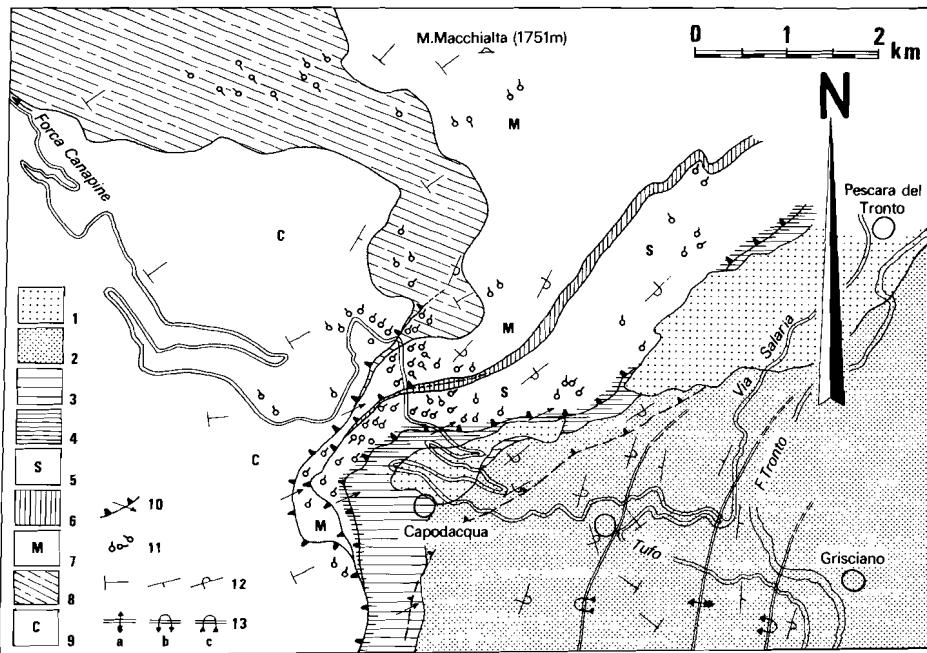 M. Macchialta (1751m)
0 1 2
km
N
Forca Canapine
M
Pescara del
Tronto
C
S
M
Via Salaria
S
F. Tronto
C
M
Capodacqua
Tufo
Grisciano
1
2
3
4
S 5
6
M 7
8
C 9
10
11
12
13
a b c